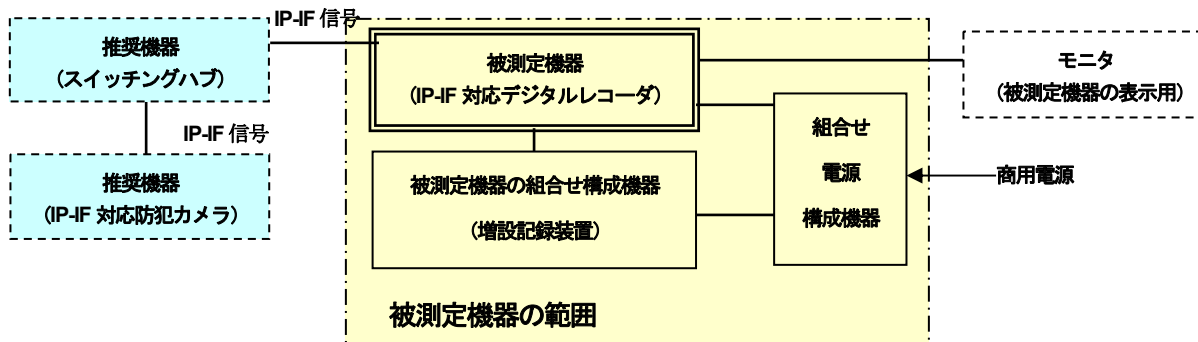 IP-IF 信号
推奨機器
(スイッチングハブ)
IP-IF 信号
推奨機器
(IP-IF 対応防犯カメラ)
被測定機器
(IP-IF 対応デジタルレコーダ)
被測定機器の組合せ構成機器
(増設記録装置)
組合せ
電源
構成機器
モニタ
(被測定機器の表示用)
商用電源
被測定機器の範囲